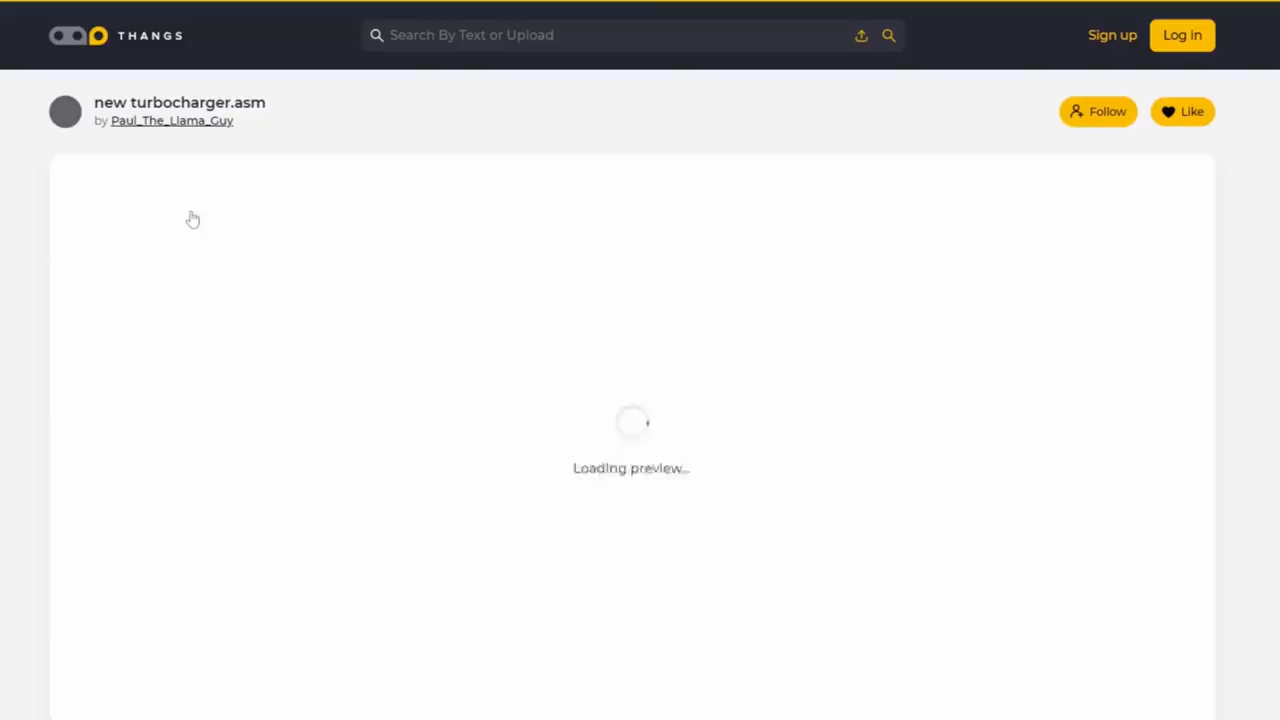 THANGS
Search By Text or Upload
Sign up
Log in
new turbocharger.asm
by Paul_The_Llama_Guy
Follow
Like
Loading preview...